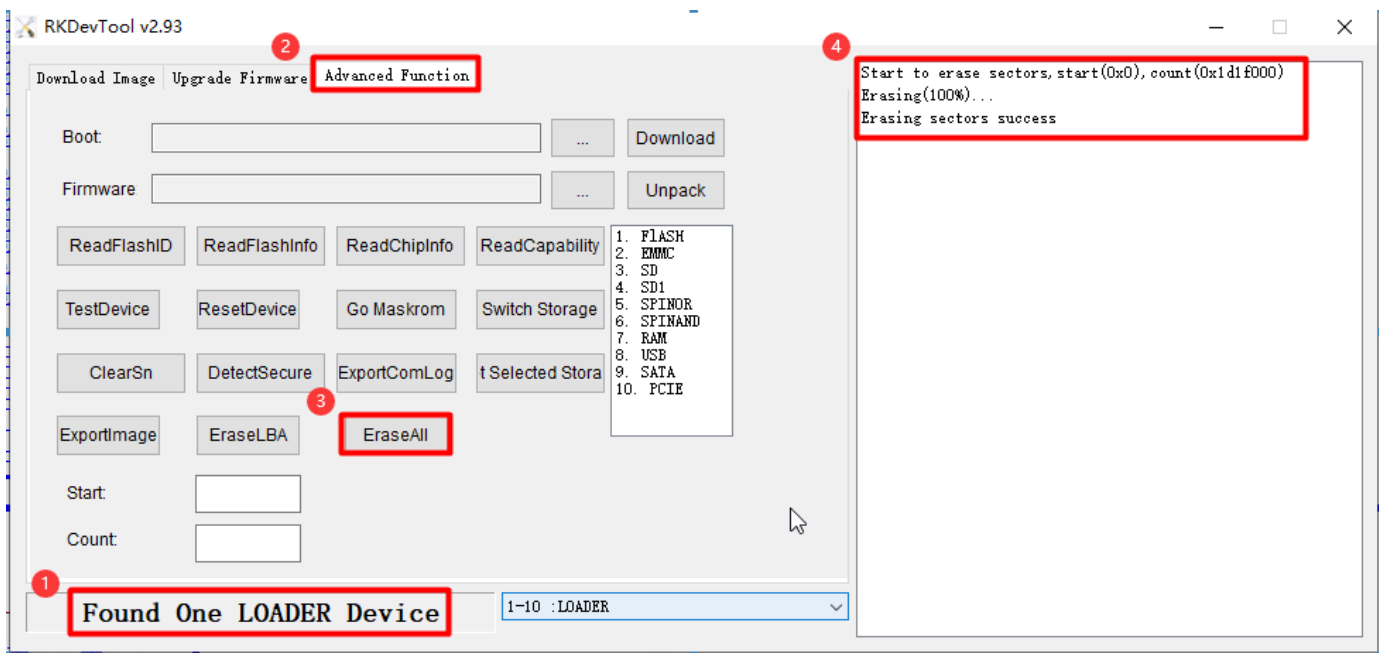 RKDevTool v2.93
2
4
Download Image
Upgrade Firmware
Advanced Function
Start to erase sectors,start(0x0),count(0x1d1f000)
Erasing(100%)...
Erasing sectors success
Boot:
...
Download
Firmware
...
Unpack
ReadFlashID
ReadFlashInfo
ReadChipInfo
ReadCapability
1. FlASH
2. EMMC
3. SD
4. SD1
5. SPINOR
6. SPINAND
7. RAM
8. USB
9. SATA
10. PCIE
TestDevice
ResetDevice
Go Maskrom
Switch Storage
ClearSn
DetectSecure
ExportComLog
t Selected Stora
3
ExportImage
EraseLBA
EraseAll
Start:
Count:
1
Found One LOADER Device
1-10 :LOADER